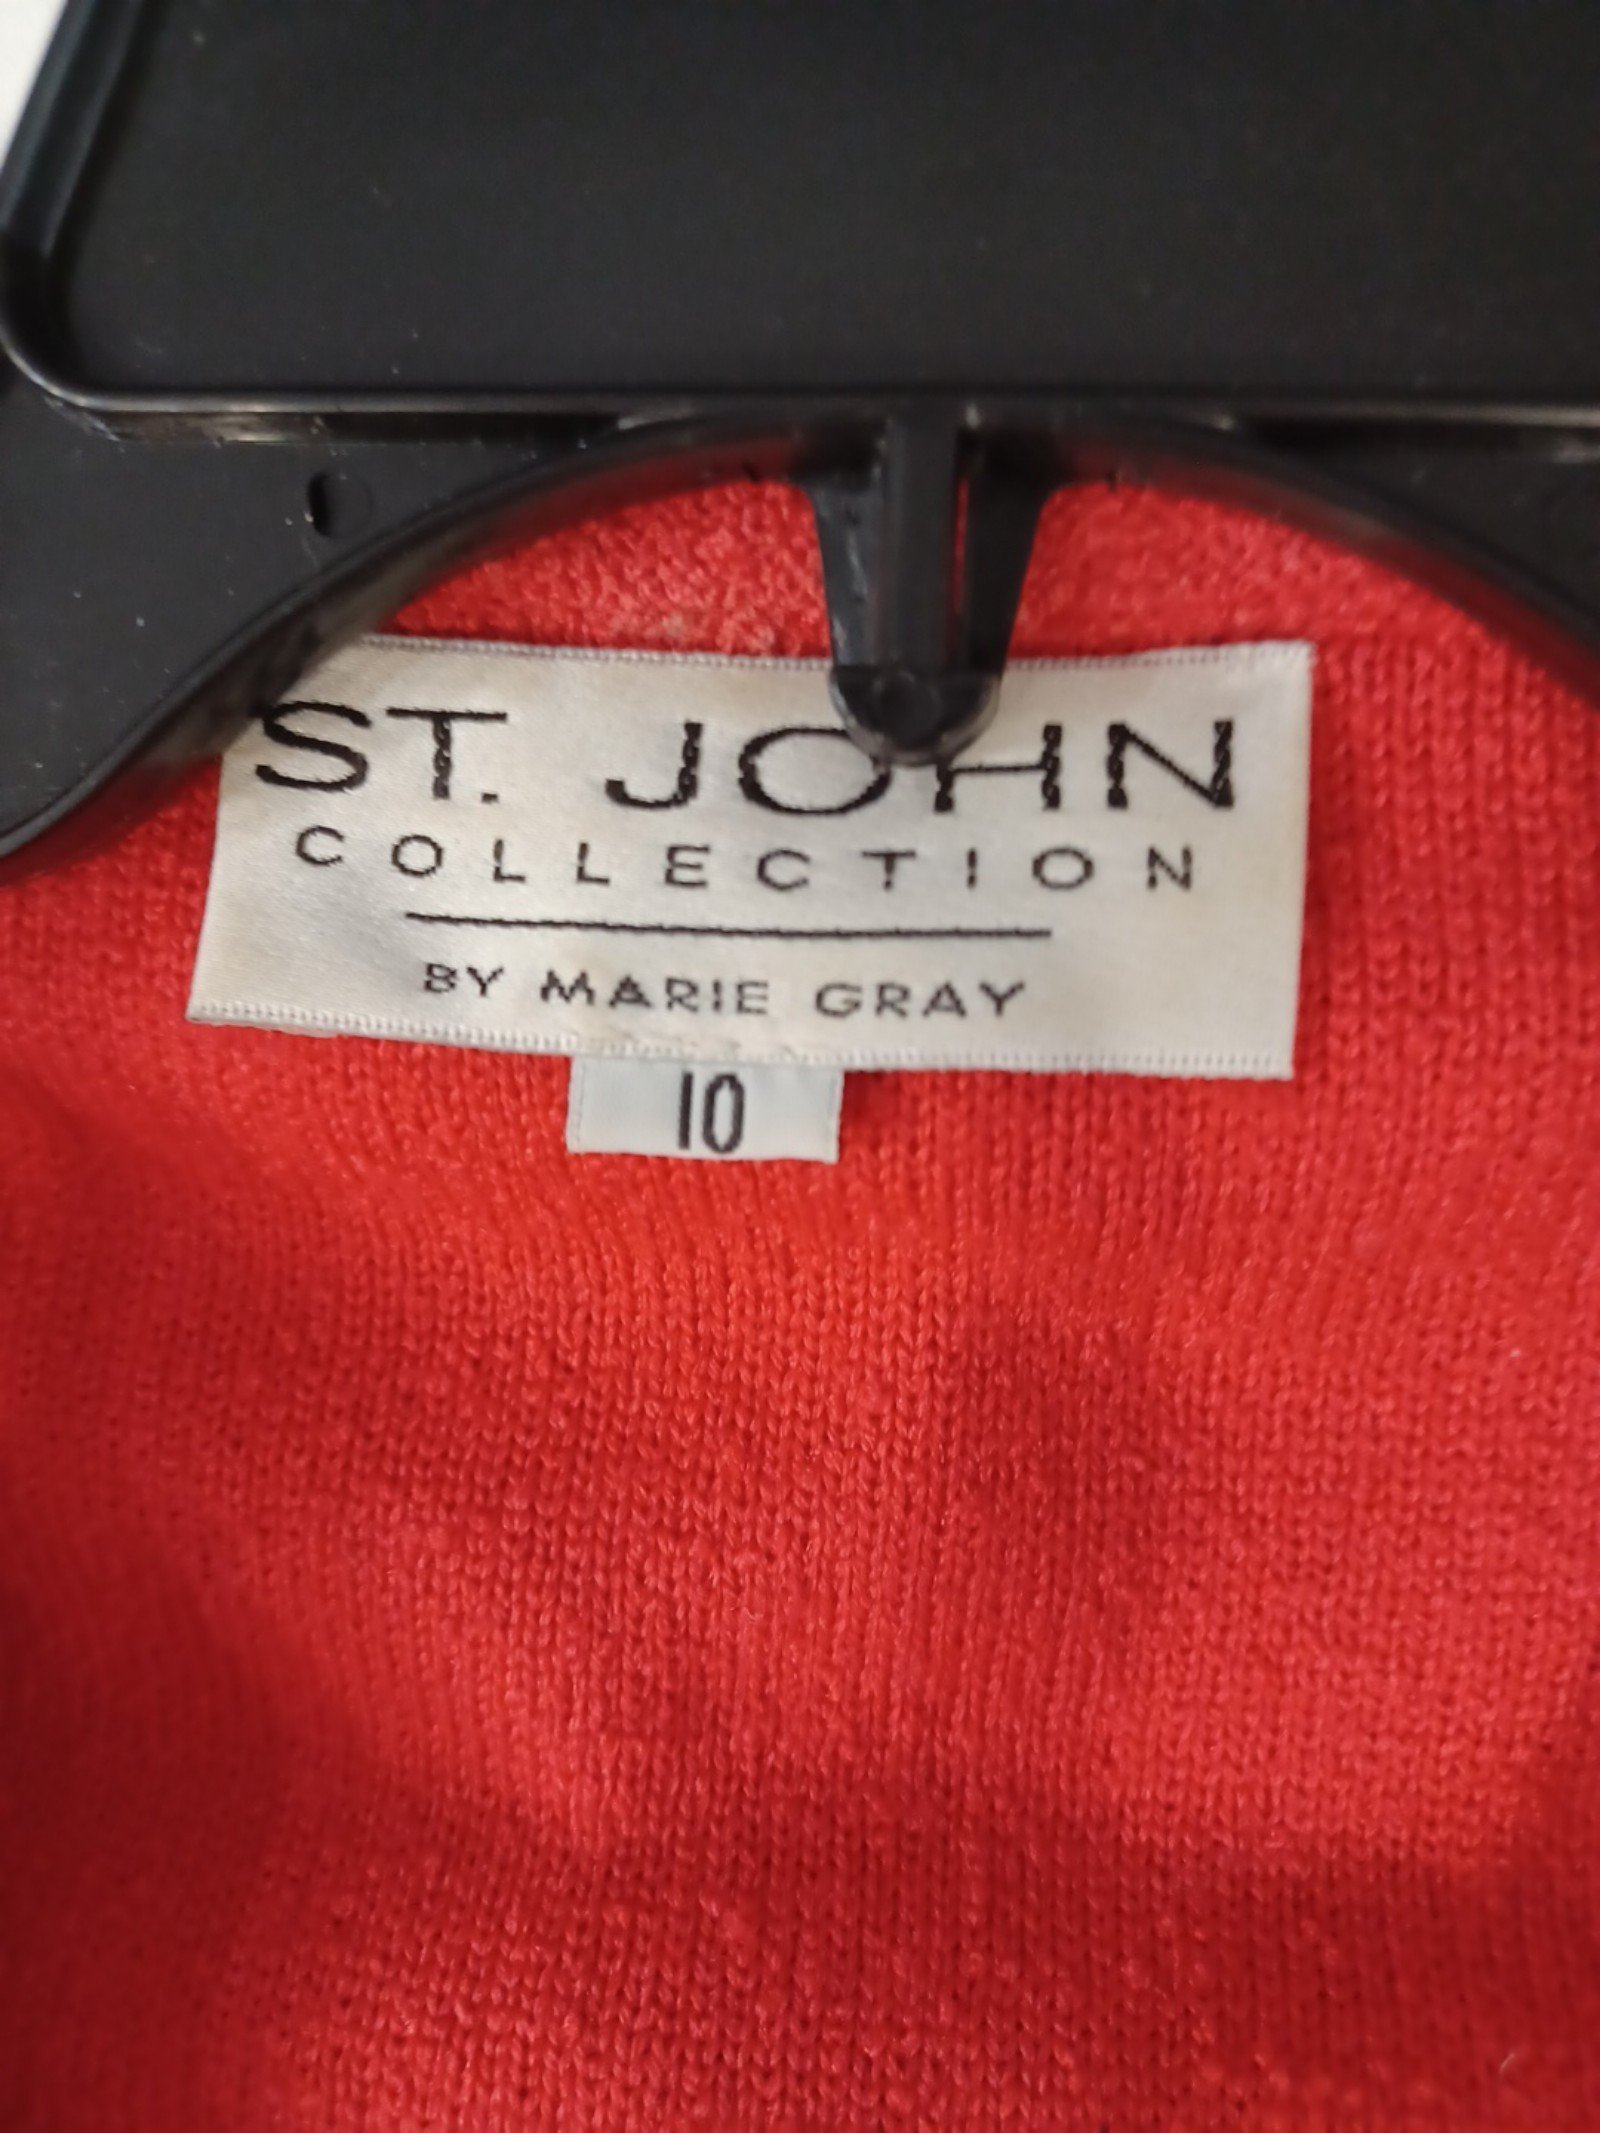 ST. JOHN
COLLECTION
BY MARIE GRAY
10